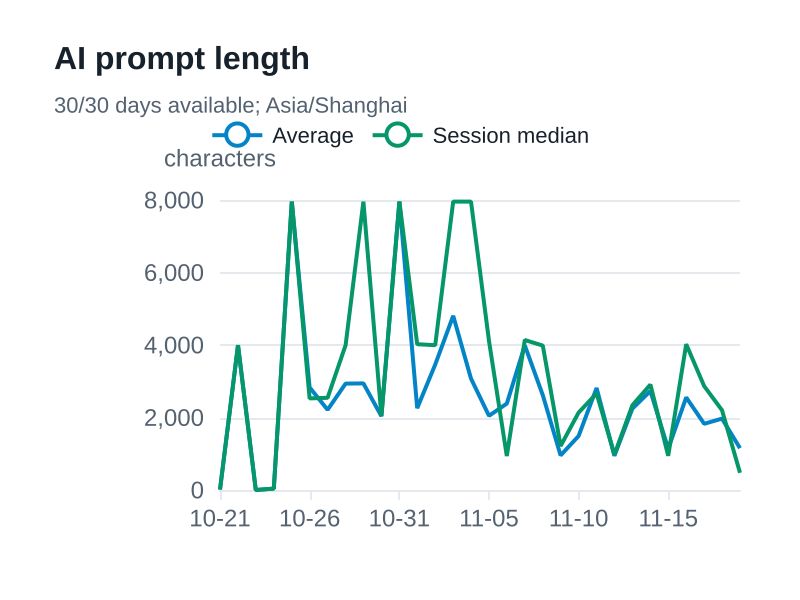 AI prompt length
30/30 days available; Asia/Shanghai
Average Session median
characters
8,000
6,000
4,000
2,000
0
10-21 10-26 10-31 11-05 11-10 11-15